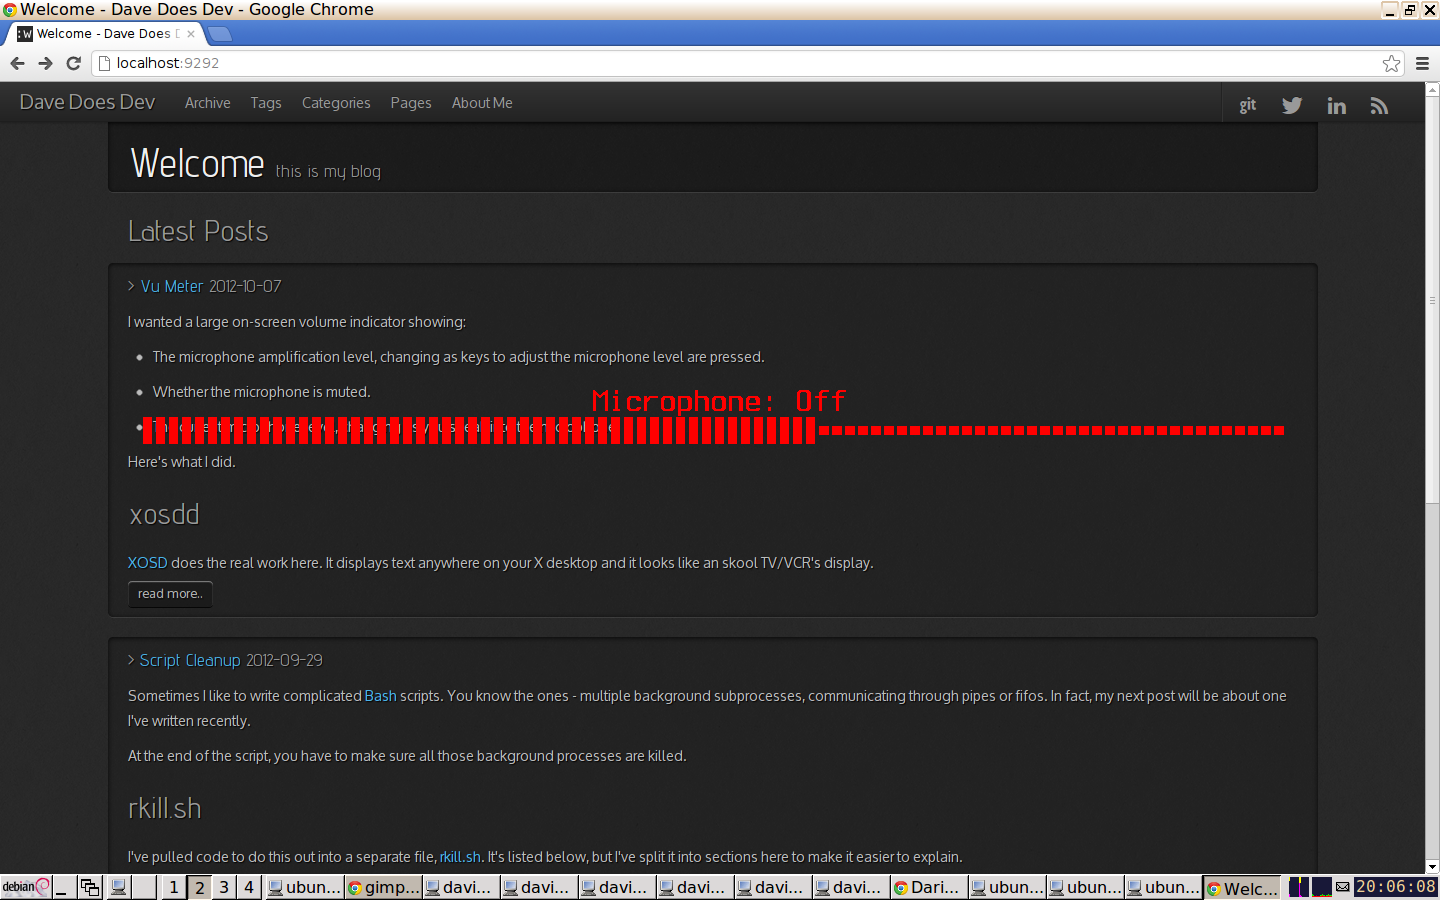 Welcome - Dave Does Dev - Google Chrome
:W Welcome - Dave Does D
localhost:9292
Dave Does Dev Archive Tags Categories Pages About Me git in
Welcome this is my blog
Latest Posts
> Vu Meter 2012-10-07
I wanted a large on-screen volume indicator showing:
The microphone amplification level, changing as keys to adjust the microphone level are pressed.
Whether the microphone is muted.
Microphone: Off
Here's what I did.
xosdd
XOSD does the real work here. It displays text anywhere on your X desktop and it looks like an skool TV/VCR's display.
read more..
> Script Cleanup 2012-09-29
Sometimes I like to write complicated Bash scripts. You know the ones - multiple background subprocesses, communicating through pipes or fifos. In fact, my next post will be about one
I've written recently.
At the end of the script, you have to make sure all those background processes are killed.
rkill.sh
I've pulled code to do this out into a separate file, rkill.sh. It's listed below, but I've split it into sections here to make it easier to explain.
debian 1 2 3 4 ubun... gimp... davi... davi... davi... davi... davi... davi... Dari... ubun... ubun... ubun... Welc... 20:06:08